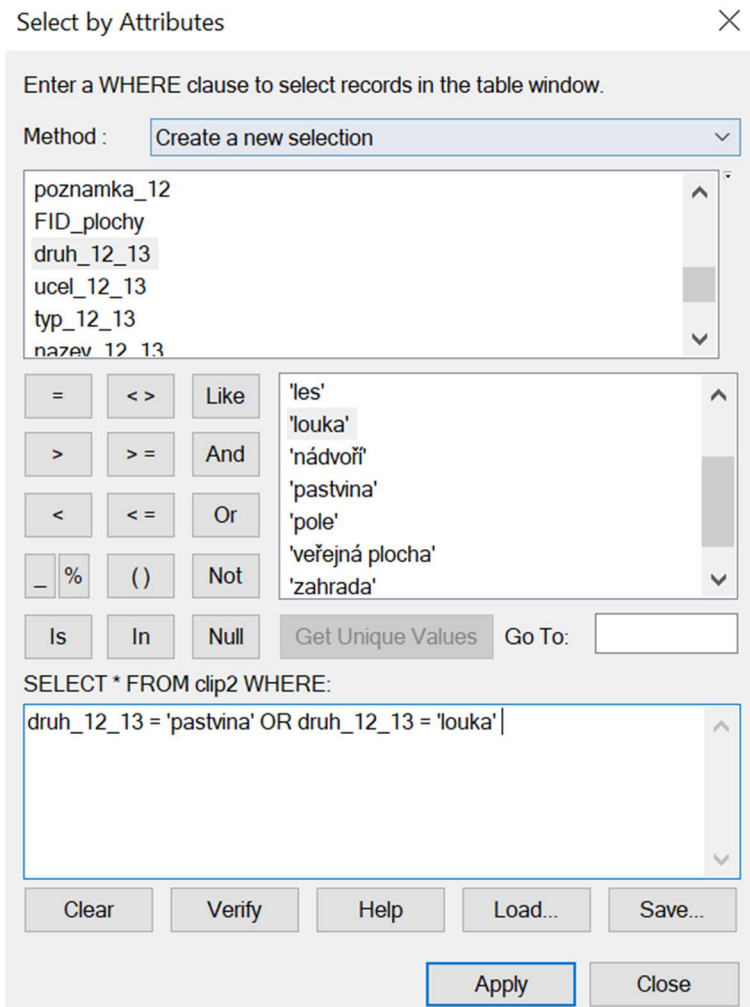 Select by Attributes
Enter a WHERE clause to select records in the table window.
Method : Create a new selection
poznamka_12
FID_plochy
druh_12_13
ucel_12_13
typ_12_13
nazev_12_13
= < > Like
> > = And
< < = Or
_ % ( ) Not
Is In Null
'les'
'louka'
'nádvoří'
'pastvina'
'pole'
'veřejná plocha'
'zahrada'
Get Unique Values Go To:
SELECT * FROM clip2 WHERE:
druh_12_13 = 'pastvina' OR druh_12_13 = 'louka'
Clear Verify Help Load... Save...
Apply Close